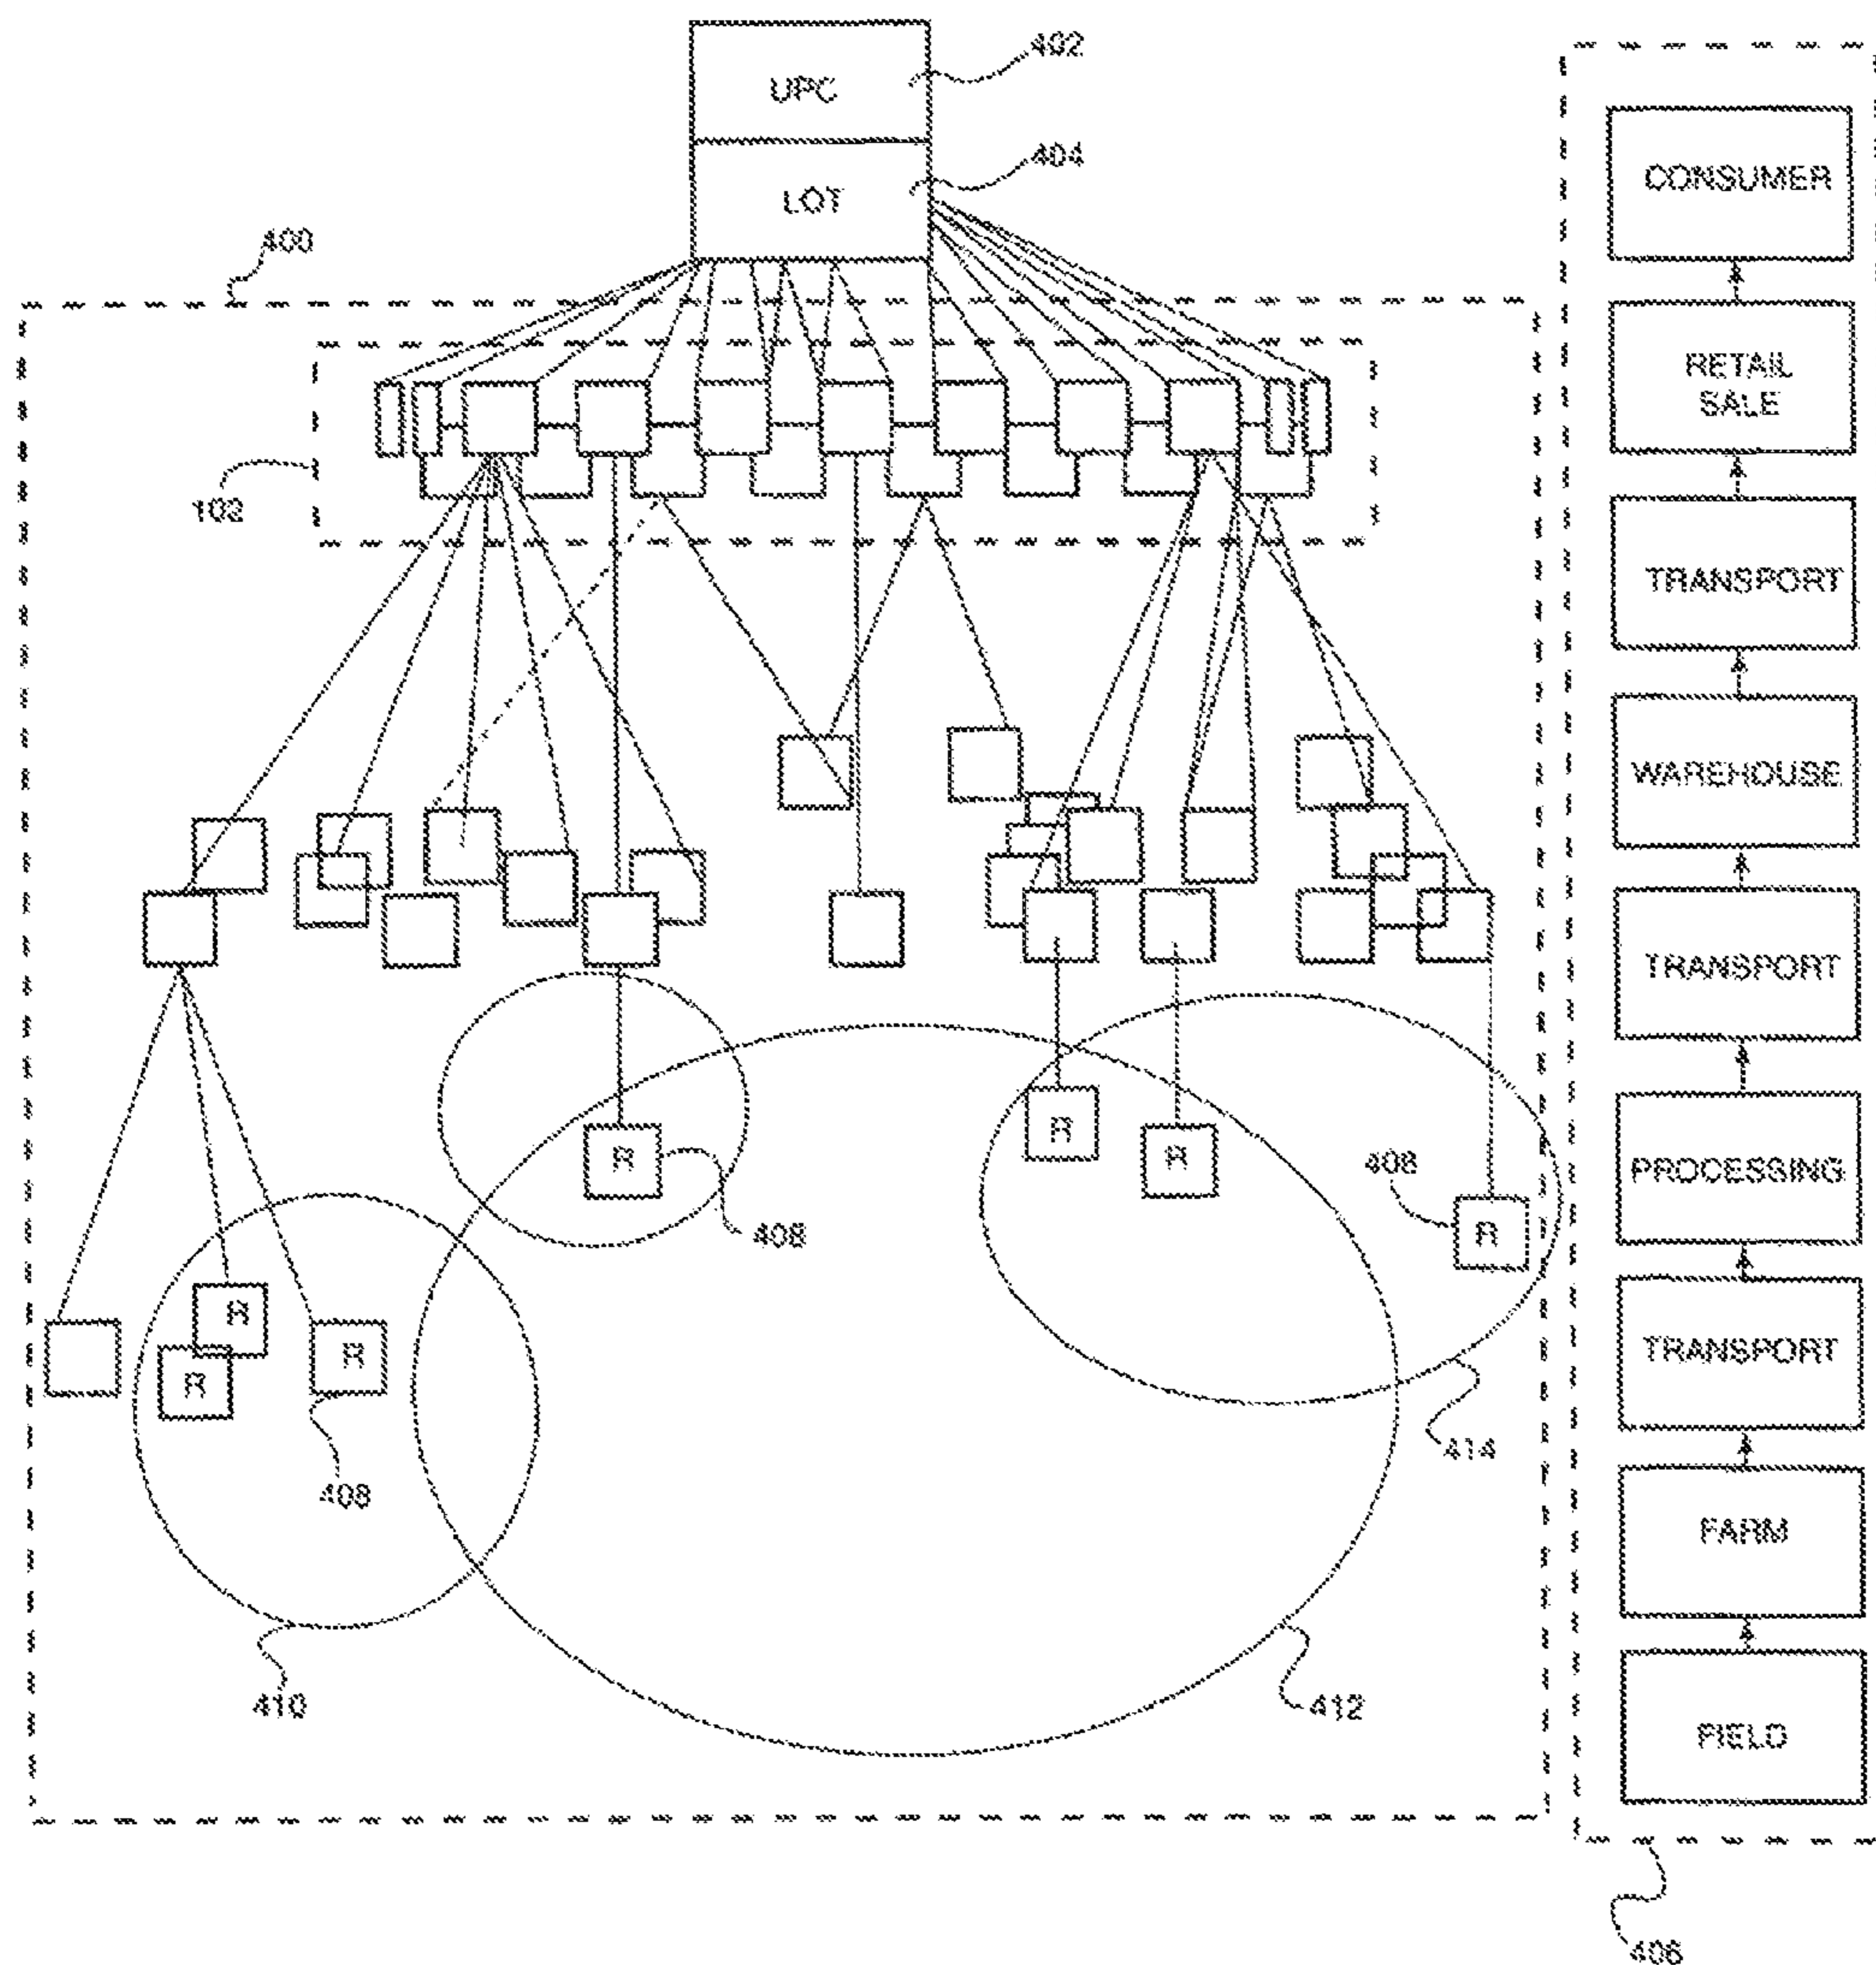 402
UPC
404
LOT
400
102
R
R
R
408
408
R
R
R
R
408
414
410
412
CONSUMER
RETAIL
SALE
TRANSPORT
WAREHOUSE
TRANSPORT
PROCESSING
TRANSPORT
FARM
FIELD
406